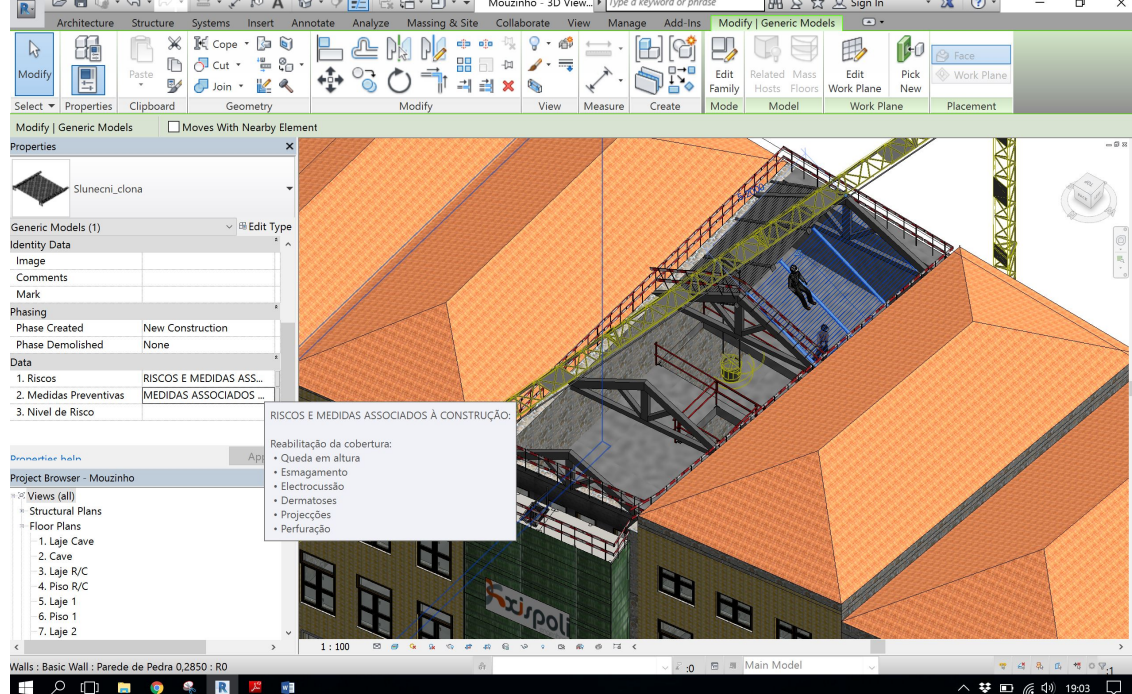 Mouzinho - 3D View...
Type a keyword or phrase
Sign In
Architecture Structure Systems Insert Annotate Analyze Massing & Site Collaborate View Manage Add-Ins Modify | Generic Models
Modify
Paste
Cope
Cut
Join
Edit Family
Related Hosts
Mass Floors
Edit Work Plane
Pick New
Face
Work Plane
Select Properties Clipboard Geometry Modify View Measure Create Mode Model Work Plane Placement
Modify | Generic Models Moves With Nearby Element
Properties
Slunecni_clona
Generic Models (1) Edit Type
Identity Data
Image
Comments
Mark
Phasing
Phase Created New Construction
Phase Demolished None
Data
1. Riscos RISCOS E MEDIDAS ASS...
2. Medidas Preventivas MEDIDAS ASSOCIADOS ...
3. Nivel de Risco
RISCOS E MEDIDAS ASSOCIADOS À CONSTRUÇÃO:
Reabilitação da cobertura:
• Queda em altura
• Esmagamento
• Electrocussão
• Dermatoses
• Projecções
• Perfuração
Properties help App
Project Browser - Mouzinho
Views (all)
Structural Plans
Floor Plans
1. Laje Cave
2. Cave
3. Laje R/C
4. Piso R/C
5. Laje 1
6. Piso 1
7. Laje 2
xispoli
1 : 100
Walls : Basic Wall : Parede de Pedra 0,2850 : R0
:0
Main Model
:1
19:03